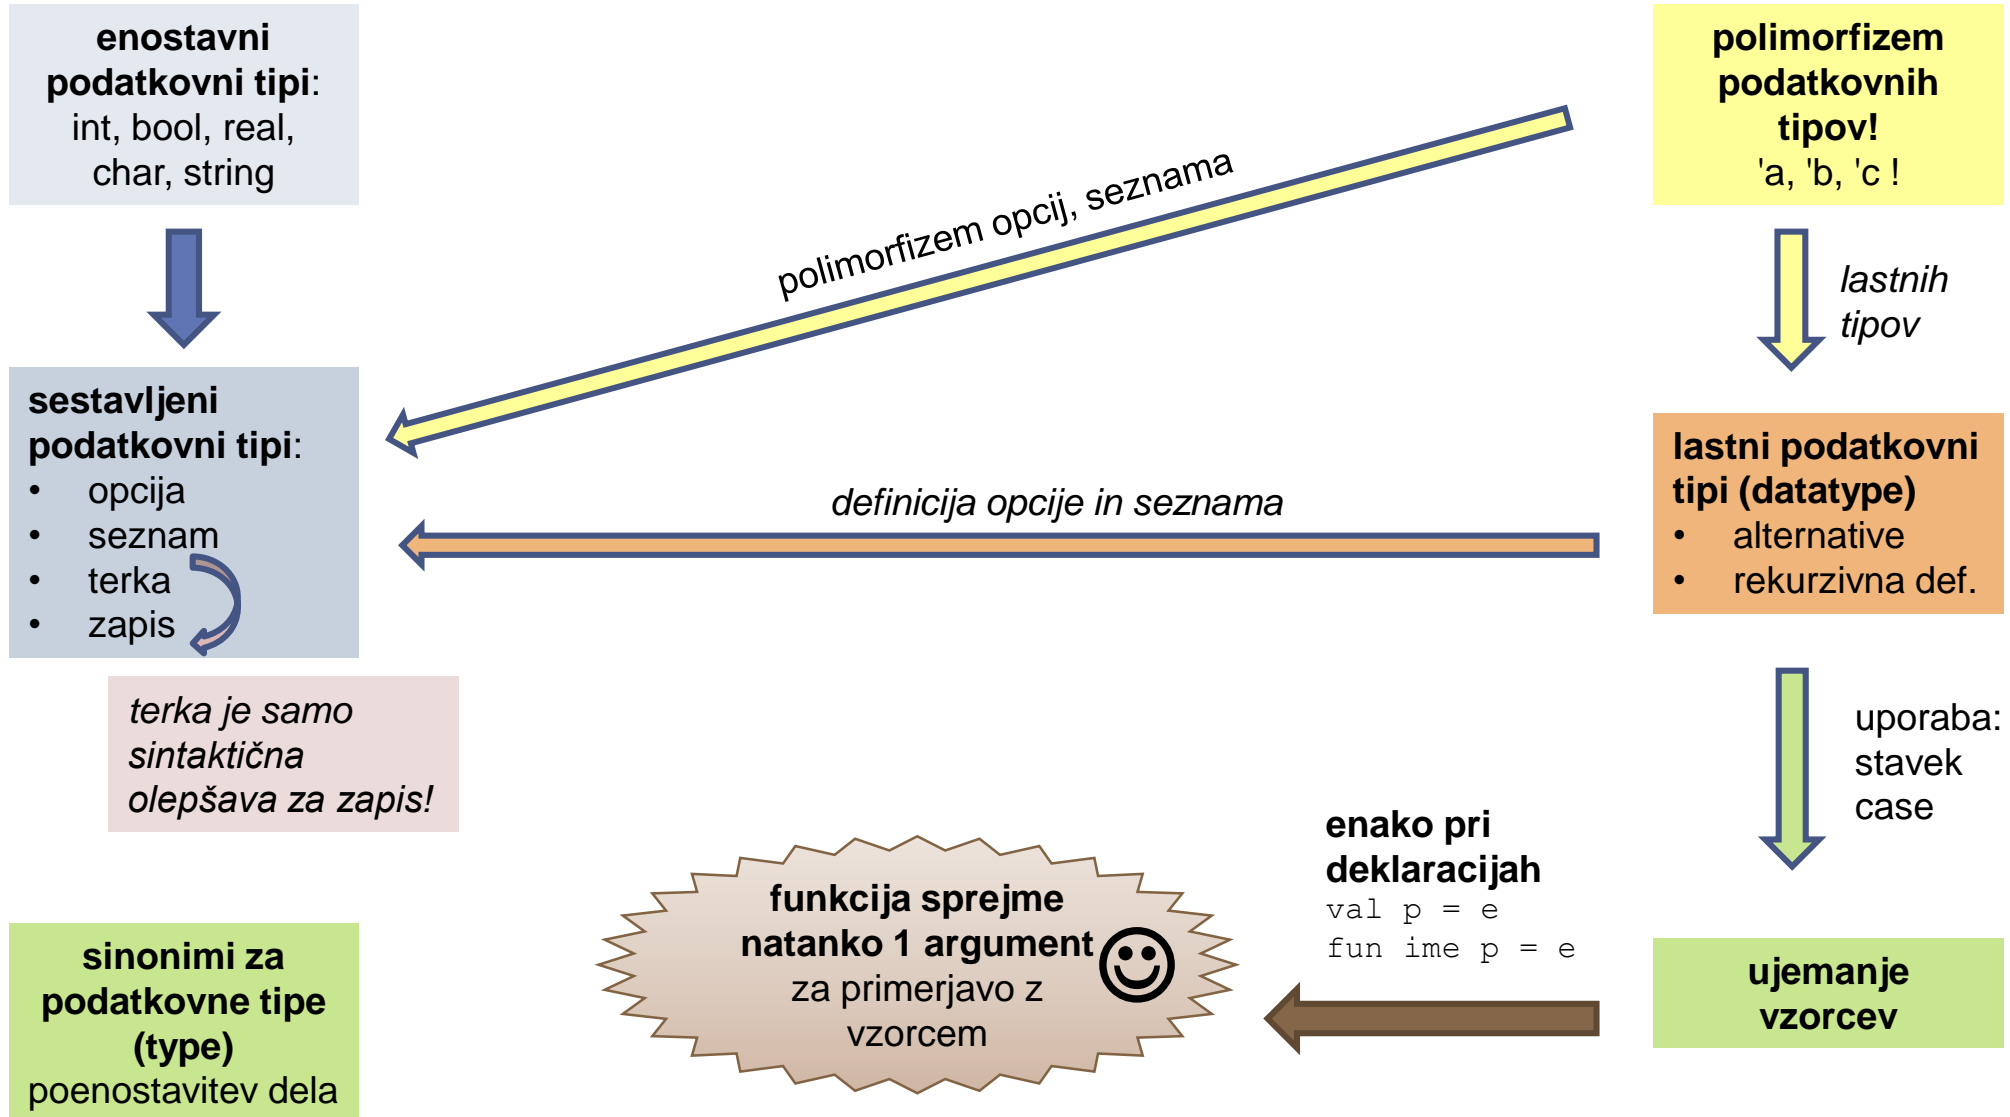 enostavni
podatkovni tipi:
int, bool, real,
char, string
polimorfizem
podatkovnih
tipov!
'a, 'b, 'c !
polimorfizem opcij, seznama
lastnih
tipov
sestavljeni
podatkovni tipi:
• opcija
• seznam
• terka
• zapis
definicija opcije in seznama
lastni podatkovni
tipi (datatype)
• alternative
• rekurzivna def.
terka je samo
sintaktična
olepšava za zapis!
uporaba:
stavek
case
enako pri
deklaracijah
val p = e
fun ime p = e
funkcija sprejme
natanko 1 argument
za primerjavo z
vzorcem
sinonimi za
podatkovne tipe
(type)
poenostavitev dela
ujemanje
vzorcev